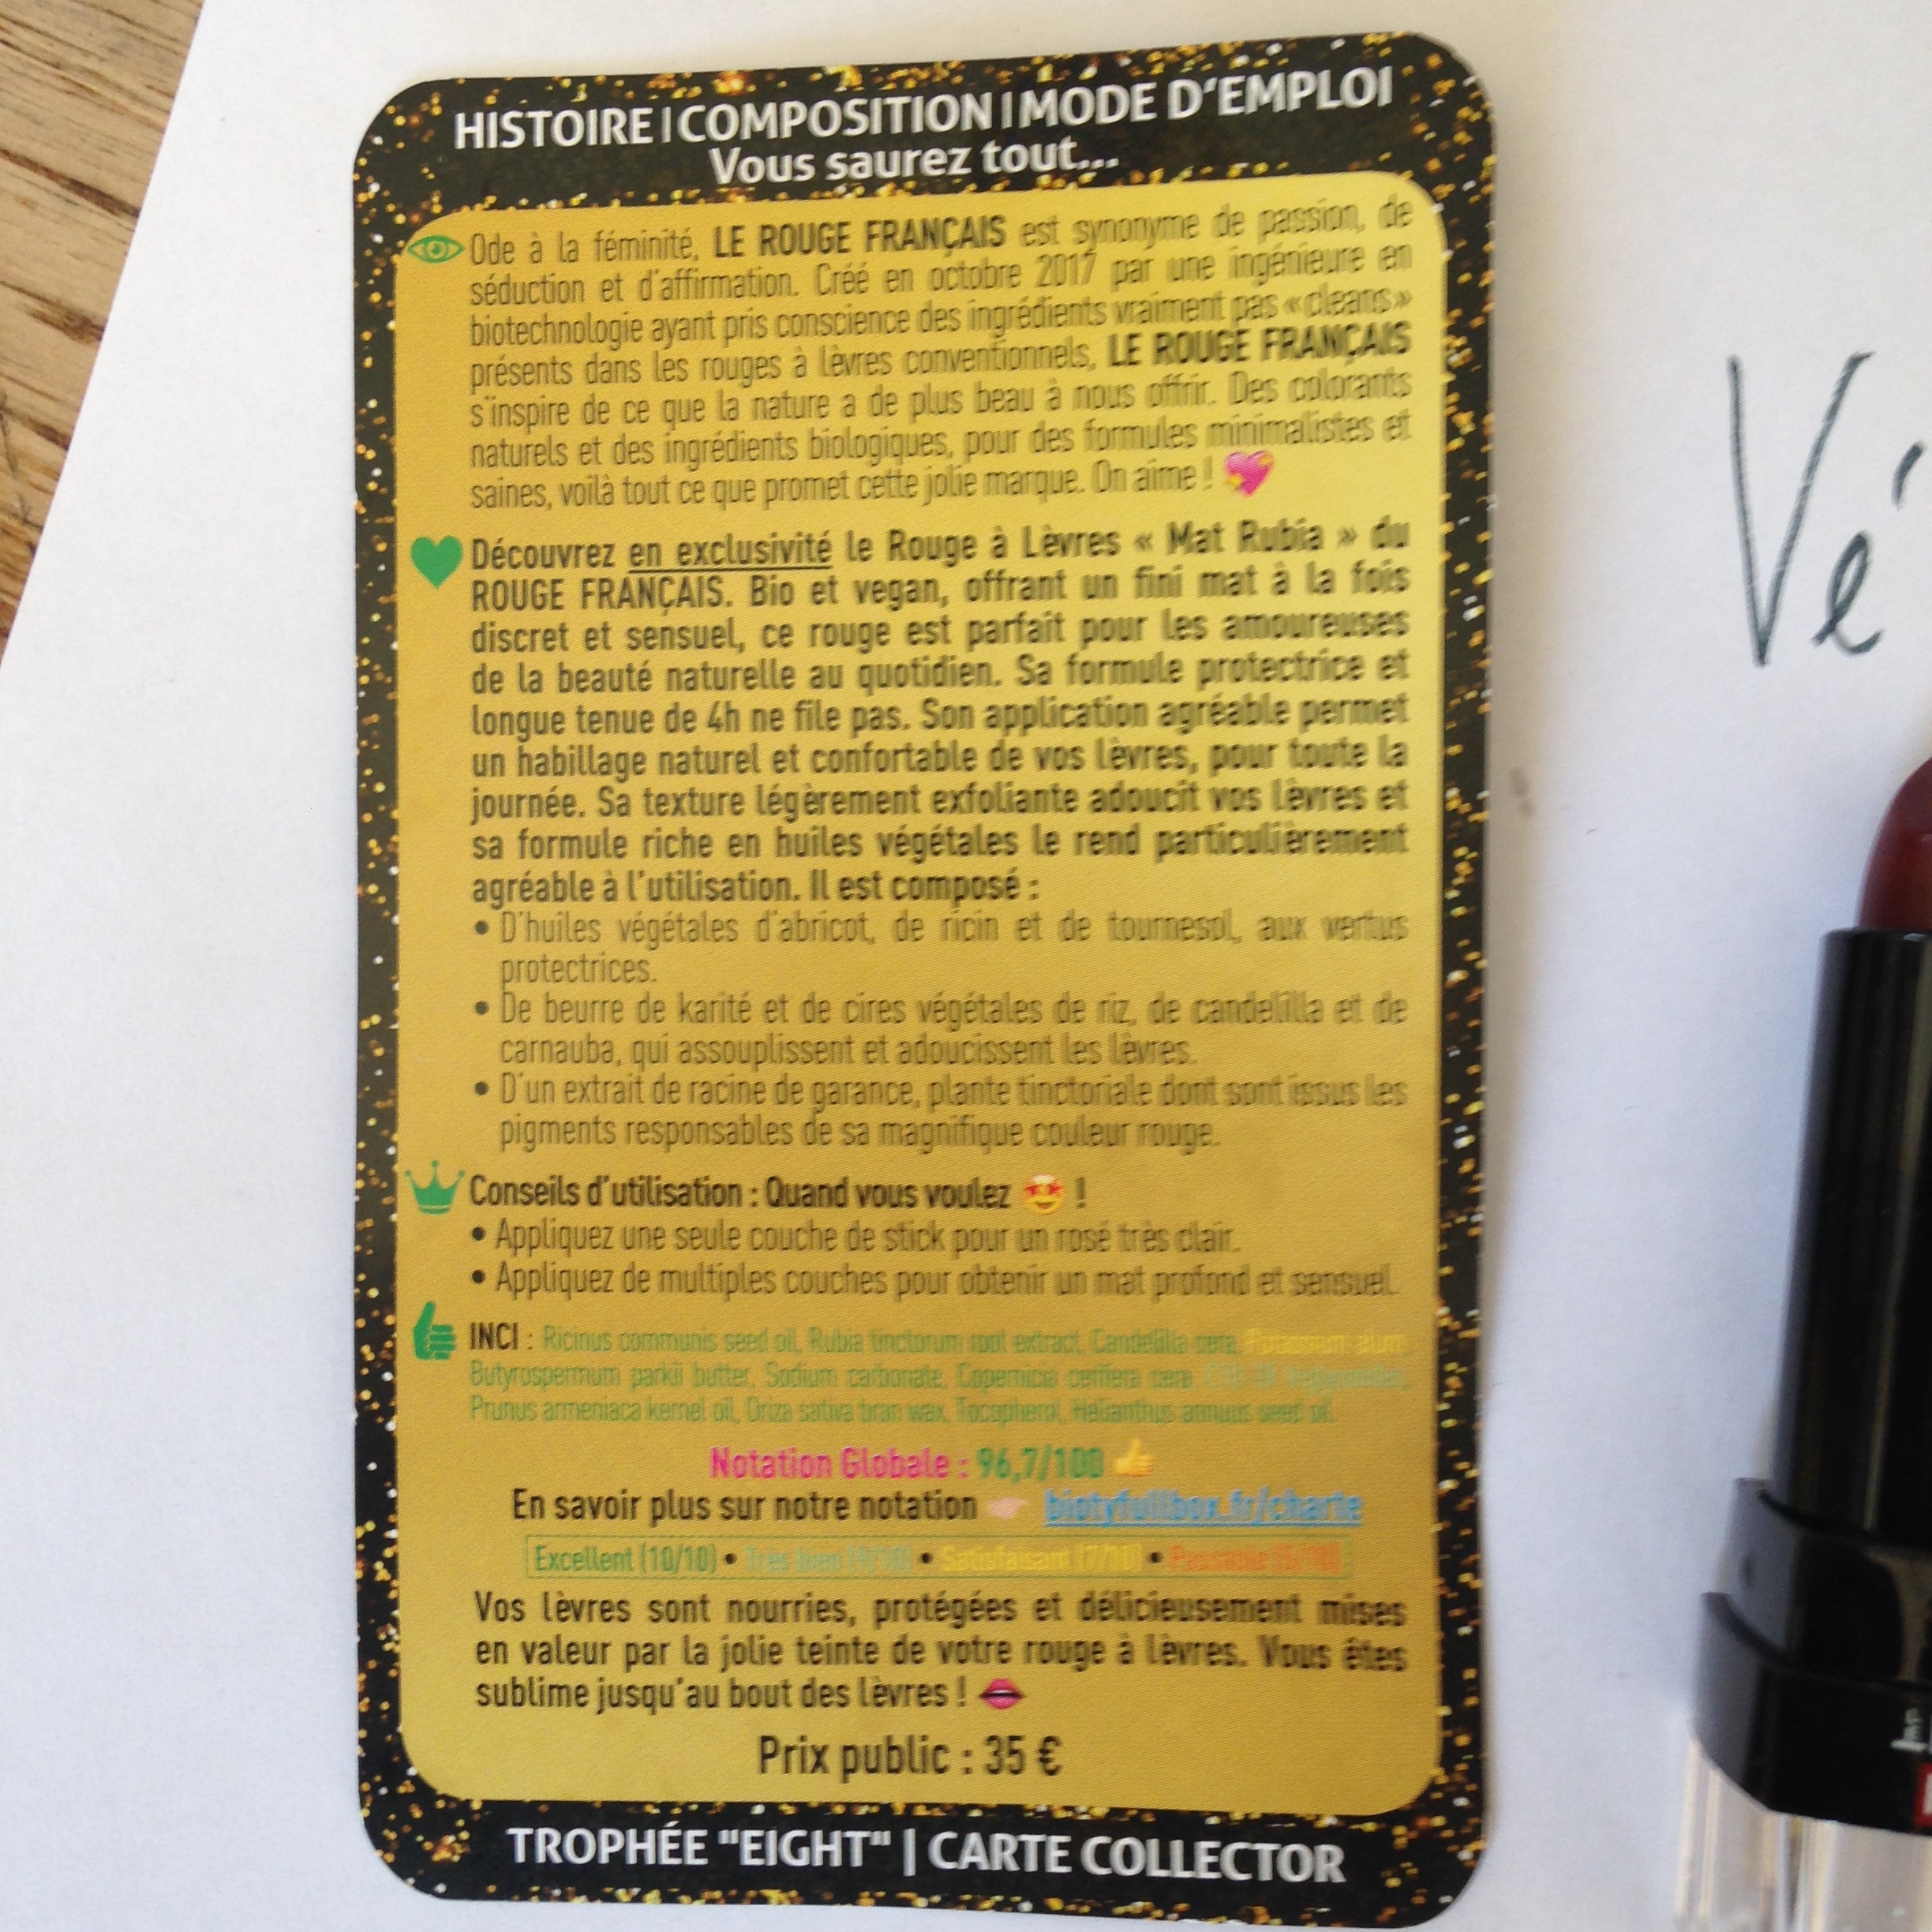 HISTOIRE | COMPOSITION | MODE D'EMPLOI
Vous saurez tout...
Ode à la féminité, LE ROUGE FRANÇAIS est synonyme de passion, de
séduction et d'affirmation. Créé en octobre 2017 par une ingénieure en
biotechnologie ayant pris conscience des ingrédients vraiment pas «cleans»
présents dans les rouges à lèvres conventionnels, LE ROUGE FRANÇAIS
s'inspire de ce que la nature a de plus beau à nous offrir. Des colorants
naturels et des ingrédients biologiques, pour des formules minimalistes et
saines, voilà tout ce que promet cette jolie marque. On aime ! 💖
Découvrez en exclusivité le Rouge à Lèvres « Mat Rubia » du
ROUGE FRANÇAIS. Bio et vegan, offrant un fini mat à la fois
discret et sensuel, ce rouge est parfait pour les amoureuses
de la beauté naturelle au quotidien. Sa formule protectrice et
longue tenue de 4h ne file pas. Son application agréable permet
un habillage naturel et confortable de vos lèvres, pour toute la
journée. Sa texture légèrement exfoliante adoucit vos lèvres et
sa formule riche en huiles végétales le rend particulièrement
agréable à l'utilisation. Il est composé :
• D'huiles végétales d'abricot, de ricin et de tournesol, aux vertus
protectrices.
• De beurre de karité et de cires végétales de riz, de candelilla et de
carnauba, qui assouplissent et adoucissent les lèvres.
• D'un extrait de racine de garance, plante tinctoriale dont sont issus les
pigments responsables de sa magnifique couleur rouge.
Conseils d'utilisation : Quand vous voulez 🤩 !
• Appliquez une seule couche de stick pour un rosé très clair.
• Appliquez de multiples couches pour obtenir un mat profond et sensuel.
INCI : Ricinus communis seed oil, Rubia tinctorum root extract, Candelilla cera, Potassium alum,
Butyrospermum parkii butter, Sodium carbonate, Copernicia cerifera cera,
Prunus armeniaca kernel oil, Oriza sativa bran wax, Tocopherol, Helianthus annuus seed oil.
Notation Globale : 96,7/100 👍
En savoir plus sur notre notation 👉 biotyfullbox.fr/charte
Excellent (10/10) • Très bien (9/10) • Satisfaisant (7/10) • Passable (5/10)
Vos lèvres sont nourries, protégées et délicieusement mises
en valeur par la jolie teinte de votre rouge à lèvres. Vous êtes
sublime jusqu'au bout des lèvres ! 👄
Prix public : 35 €
TROPHÉE "EIGHT" | CARTE COLLECTOR
Vé